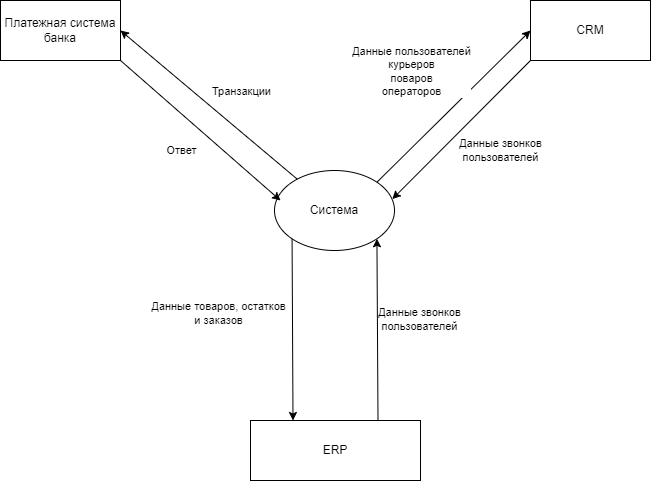 Платежная система
банка
CRM
Данные пользователей
курьеров
поваров
операторов
Транзакции
Данные звонков
пользователей
Ответ
Система
Данные товаров, остатков
и заказов
Данные звонков
пользователей
ERP